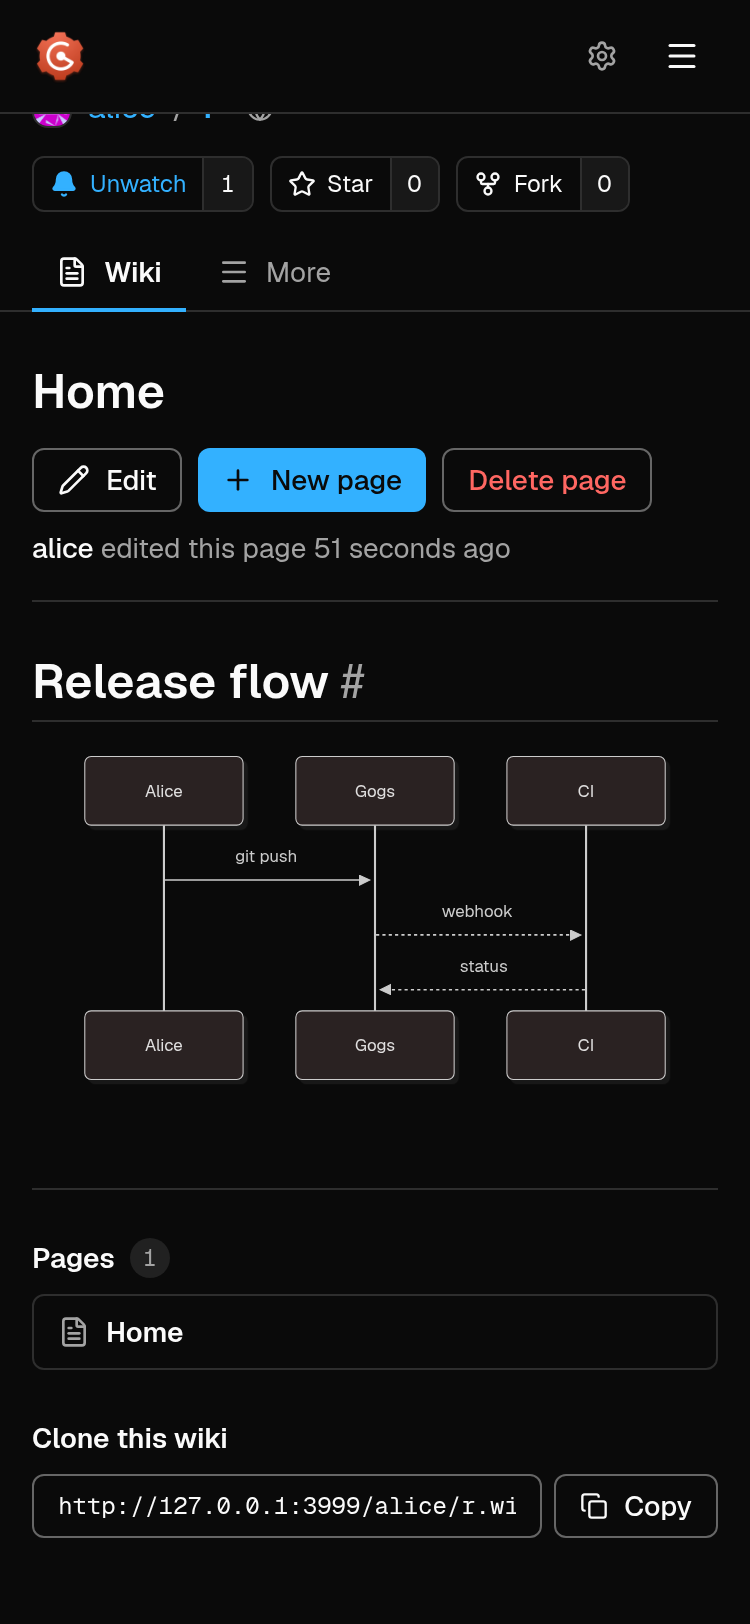 alice / r
Unwatch 1 Star 0 Fork 0
Wiki More
Home
Edit New page Delete page
alice edited this page 51 seconds ago
Release flow #
Alice Gogs CI
git push
webhook
status
Alice Gogs CI
Pages 1
Home
Clone this wiki
http://127.0.0.1:3999/alice/r.wi Copy